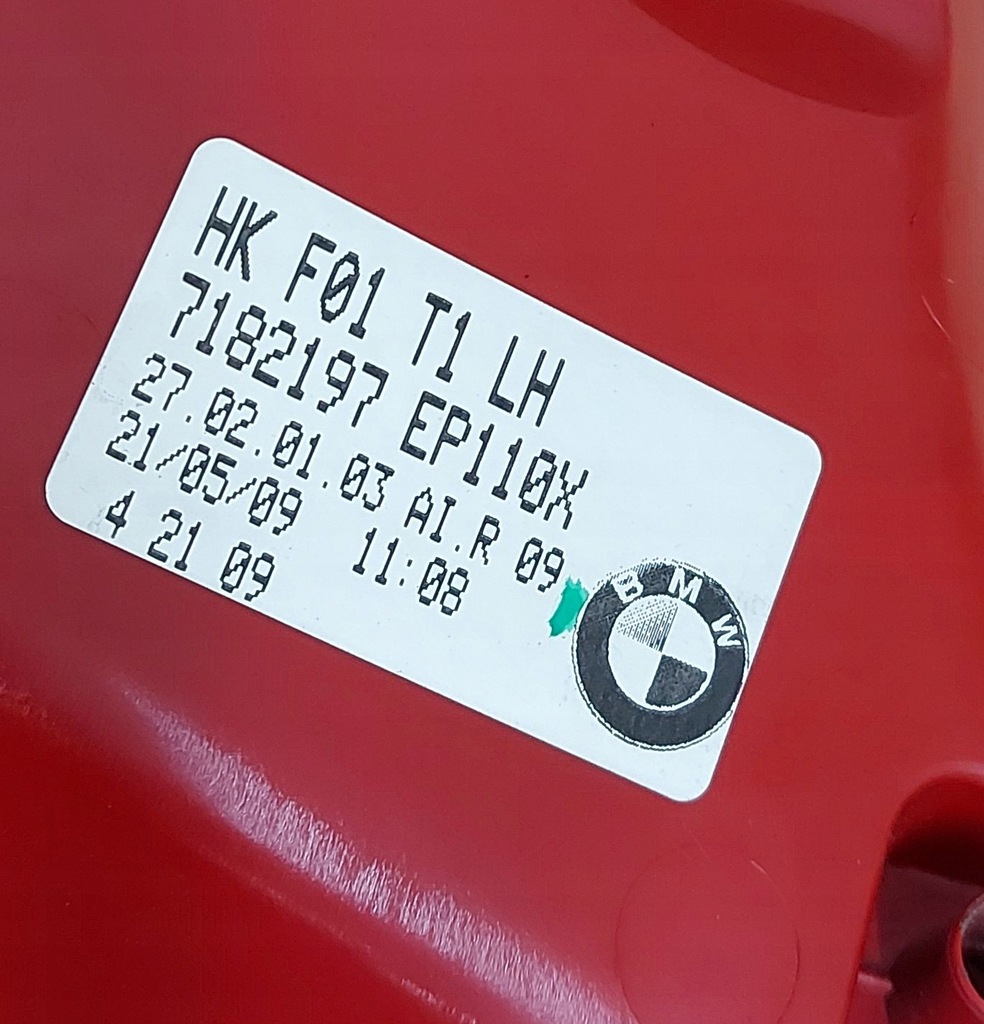 HK F01 T1 LH
7182197 EP110X
27.02.01.03 AI.R 09
21/05/09 11:08
4 21 09
BMW